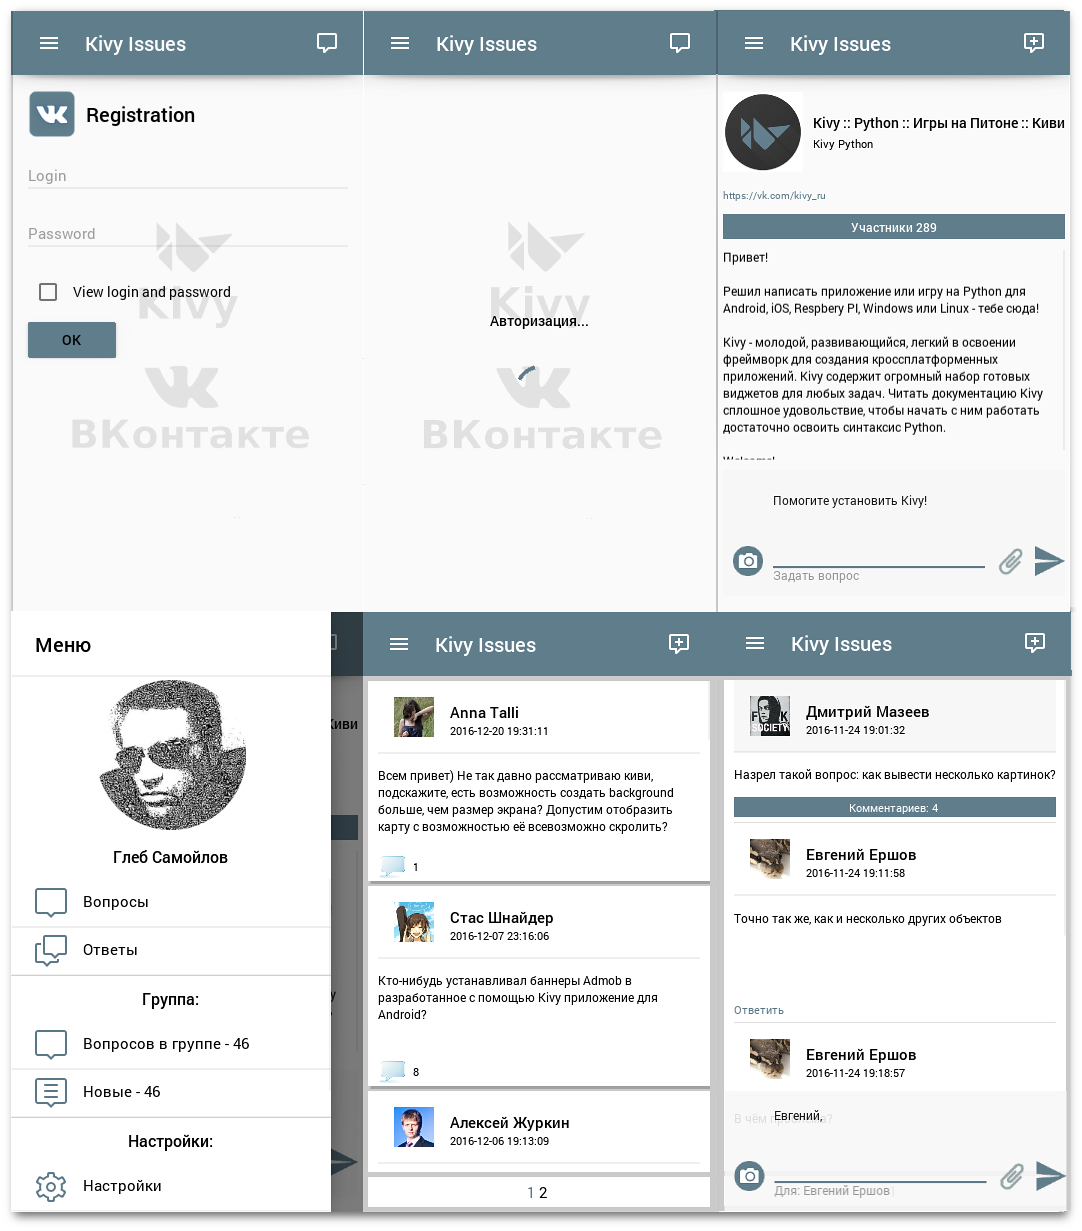 Kivy Issues
Registration
Login
Password
View login and password
OK
Kivy
ВКонтакте
Kivy Issues
Kivy
Авторизация...
ВКонтакте
Kivy Issues
Kivy :: Python :: Игры на Питоне :: Киви
Kivy Python
https://vk.com/kivy_ru
Участники 289
Привет!
Решил написать приложение или игру на Python для
Android, iOS, Respbery PI, Windows или Linux - тебе сюда!
Kivy - молодой, развивающийся, легкий в освоении
фреймворк для создания кроссплатформенных
приложений. Kivy содержит огромный набор готовых
виджетов для любых задач. Читать документацию Kivy
сплошное удовольствие, чтобы начать с ним работать
достаточно освоить синтаксис Python.
Помогите установить Kivy!
Задать вопрос
Меню
Глеб Самойлов
Вопросы
Ответы
Группа:
Вопросов в группе - 46
Новые - 46
Настройки:
Настройки
Киви
Kivy Issues
Anna Talli
2016-12-20 19:31:11
Всем привет) Не так давно рассматриваю киви,
подскажите, есть возможность создать background
больше, чем размер экрана? Допустим отобразить
карту с возможностью её всевозможно скролить?
1
Стас Шнайдер
2016-12-07 23:16:06
Кто-нибудь устанавливал баннеры Admob в
разработанное с помощью Kivy приложение для
Android?
8
Алексей Журкин
2016-12-06 19:13:09
1 2
Kivy Issues
Дмитрий Мазеев
2016-11-24 19:01:32
Назрел такой вопрос: как вывести несколько картинок?
Комментариев: 4
Евгений Ершов
2016-11-24 19:11:58
Точно так же, как и несколько других объектов
Ответить
Евгений Ершов
2016-11-24 19:18:57
В чём
Евгений,
Для: Евгений Ершов